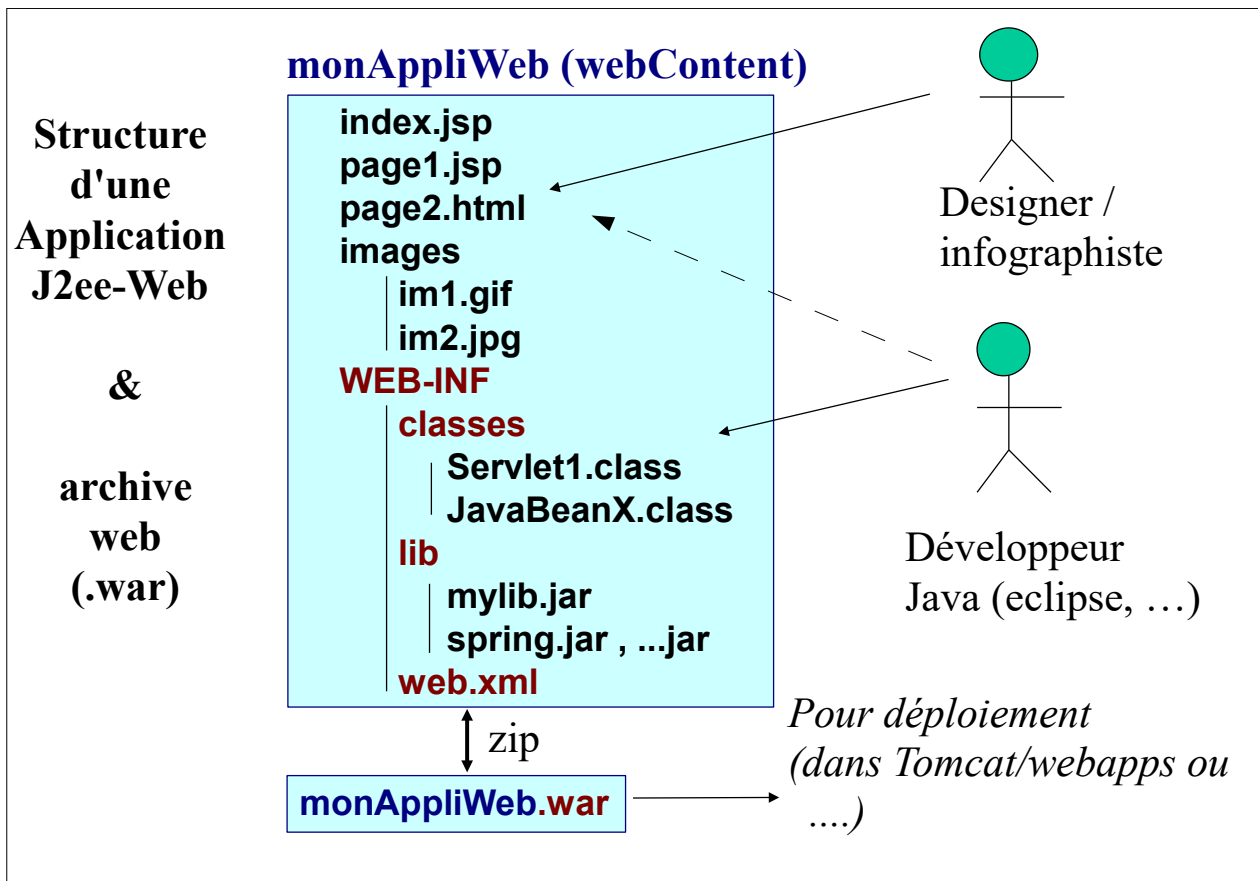 Structure
d'une
Application
J2ee-Web
&
archive
web
(.war)
monAppliWeb (webContent)
index.jsp
page1.jsp
page2.html
images
im1.gif
im2.jpg
WEB-INF
classes
Servlet1.class
JavaBeanX.class
lib
mylib.jar
spring.jar , ...jar
web.xml
zip
monAppliWeb.war
Designer /
infographiste
Développeur
Java (eclipse, …)
Pour déploiement
(dans Tomcat/webapps ou
....)